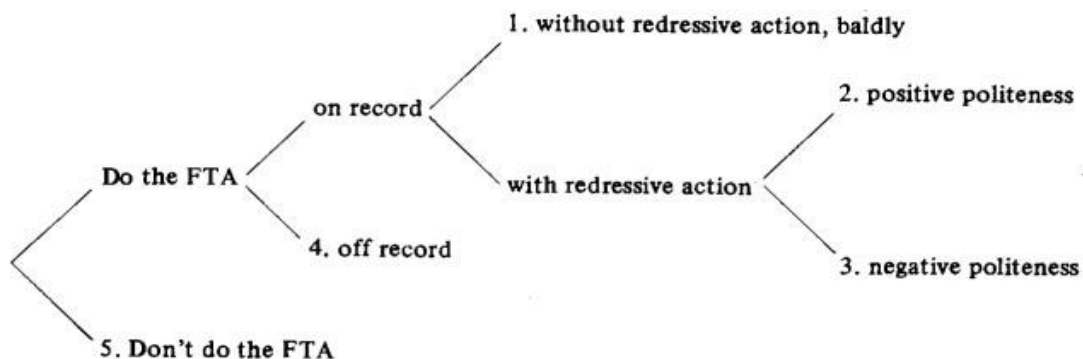 1. without redressive action, baldly
on record
2. positive politeness
Do the FTA
with redressive action
4. off record
3. negative politeness
5. Don't do the FTA